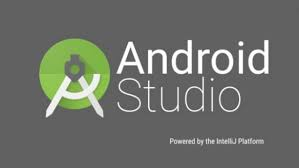 Android
Studio
Powered by the IntelliJ Platform